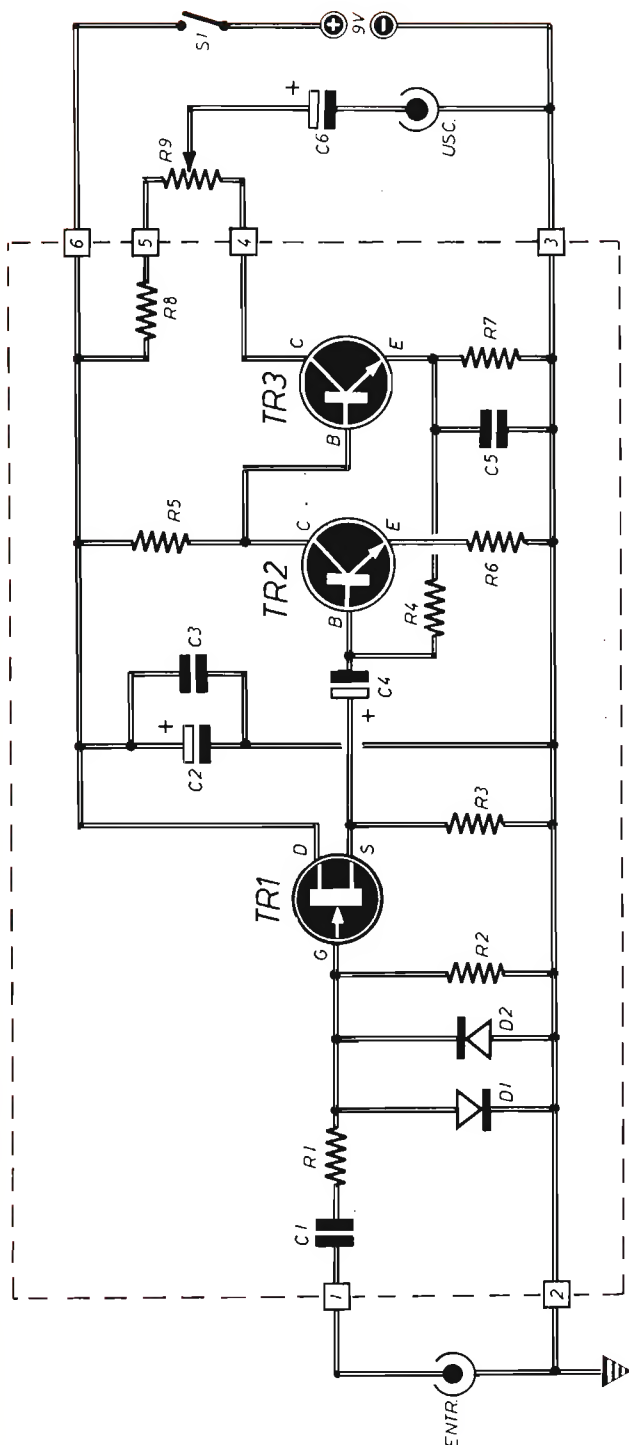 ENTR.
1
2
C1
R1
D1
D2
R2
G
D
S
TR1
R3
C2
+
C3
C4
+
B
C
E
TR2
R4
R5
R6
B
C
E
TR3
C5
R7
R8
6
5
4
3
R9
+
C6
USC.
S1
+
9V
−